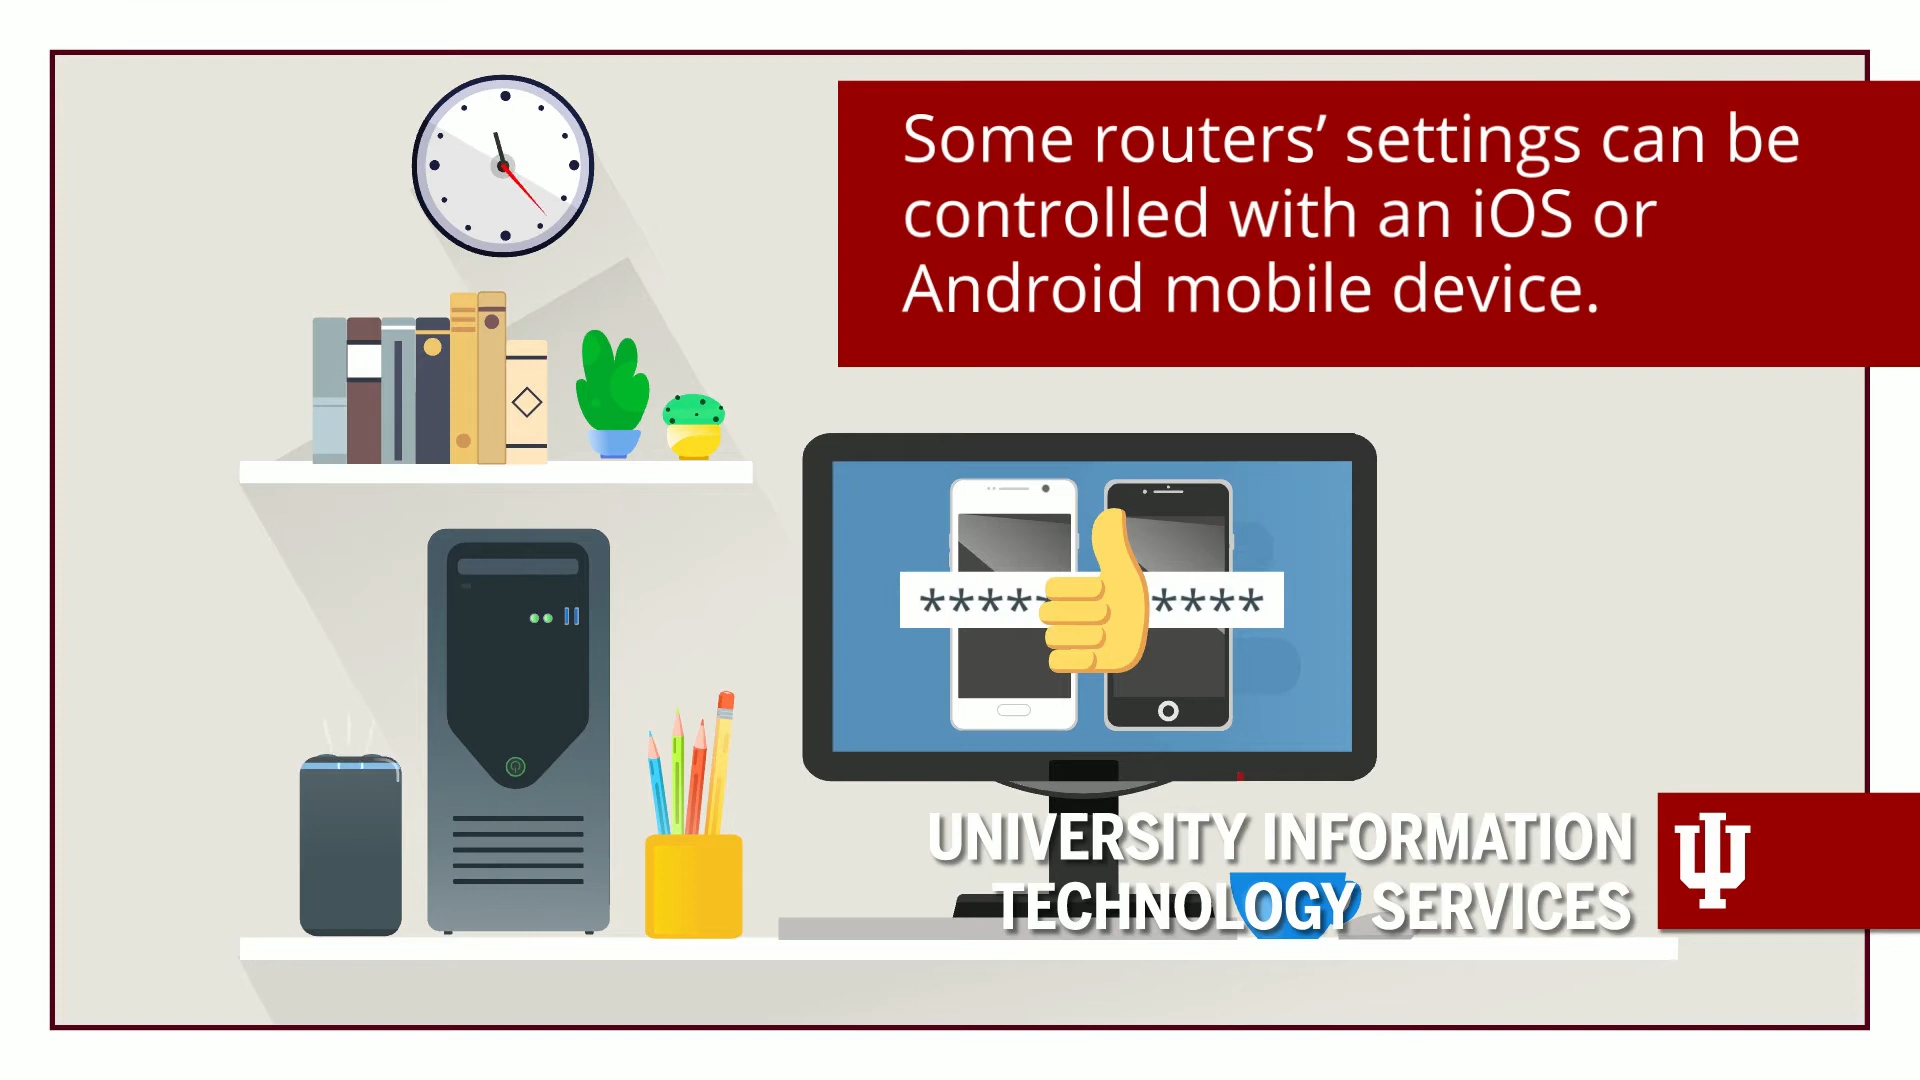 Some routers’ settings can be
controlled with an iOS or
Android mobile device.
***** ****
UNIVERSITY INFORMATION
TECHNOLOGY SERVICES